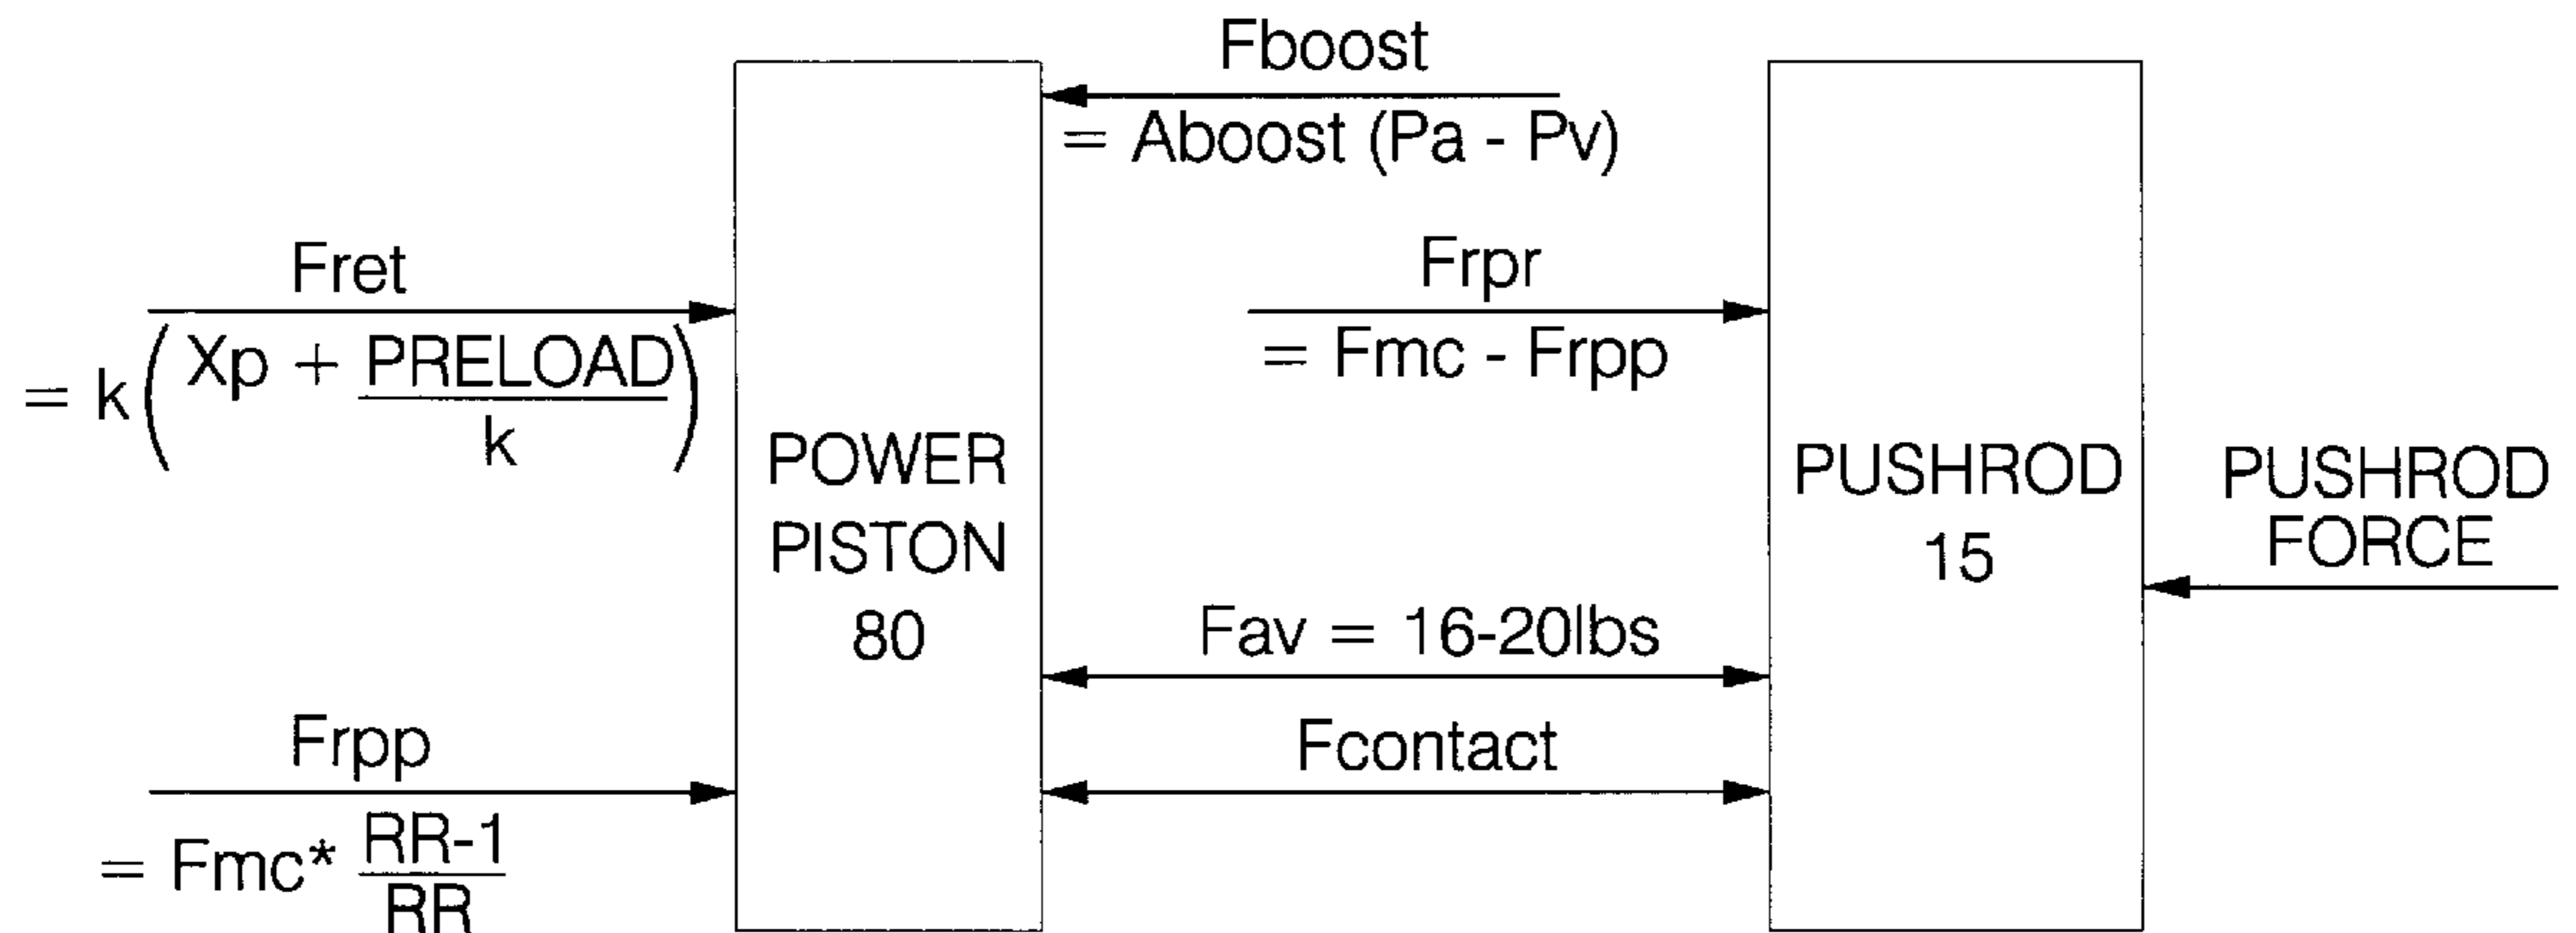 Fboost
= Aboost (Pa - Pv)
Fret
= k(Xp + PRELOAD
k)
Frpr
= Fmc - Frpp
POWER
PISTON
80
PUSHROD
15
PUSHROD
FORCE
Fav = 16-20lbs
Fcontact
Frpp
= Fmc* RR-1
RR